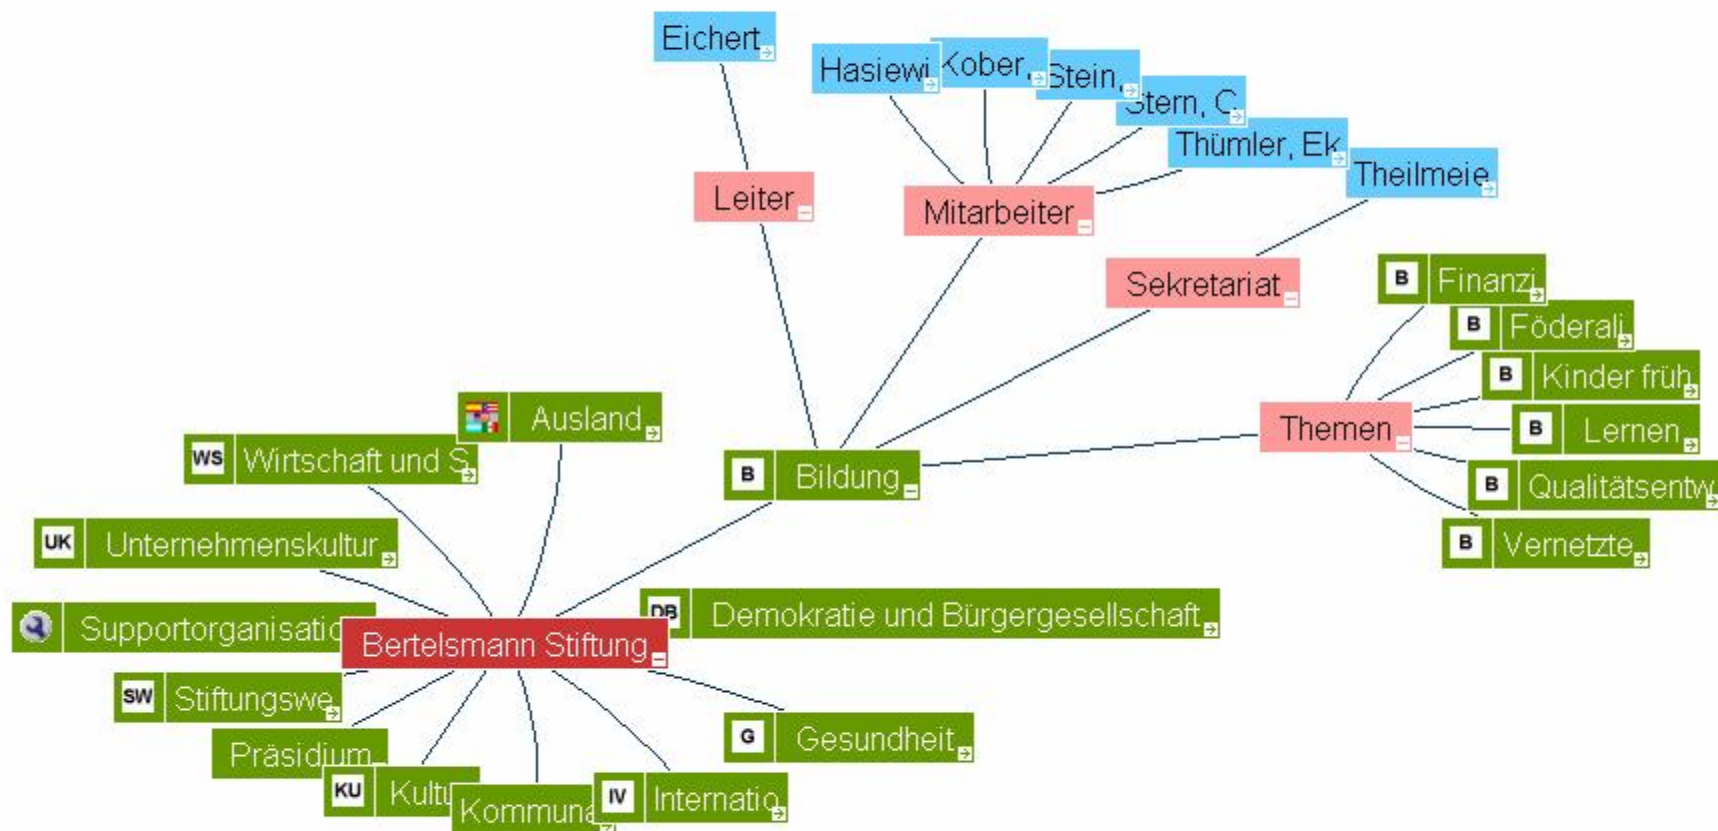 Eichert
Hasiewi
Kober,
Stein,
Stern, C
Thümler, Ek
Theilmeie
Leiter
Mitarbeiter
Sekretariat
B Finanzi
B Föderali
B Kinder früh
B Lernen
B Qualitätsentw
B Vernetzte
Themen
Ausland
WS Wirtschaft und S
B Bildung
UK Unternehmenskultur
Supportorganisatio
DB Demokratie und Bürgergesellschaft
Bertelsmann Stiftung
SW Stiftungswe
Präsidium
G Gesundheit
KU Kultu
Kommuna
IV Internatio